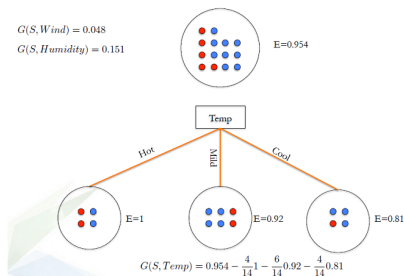 G(S, Wind) = 0.048
G(S, Humidity) = 0.151
E=0.954
Temp
Hot
Mild
Cool
E=1
E=0.92
E=0.81
G(S, Temp) = 0.954 − 4/14 1 − 6/14 0.92 − 4/14 0.81